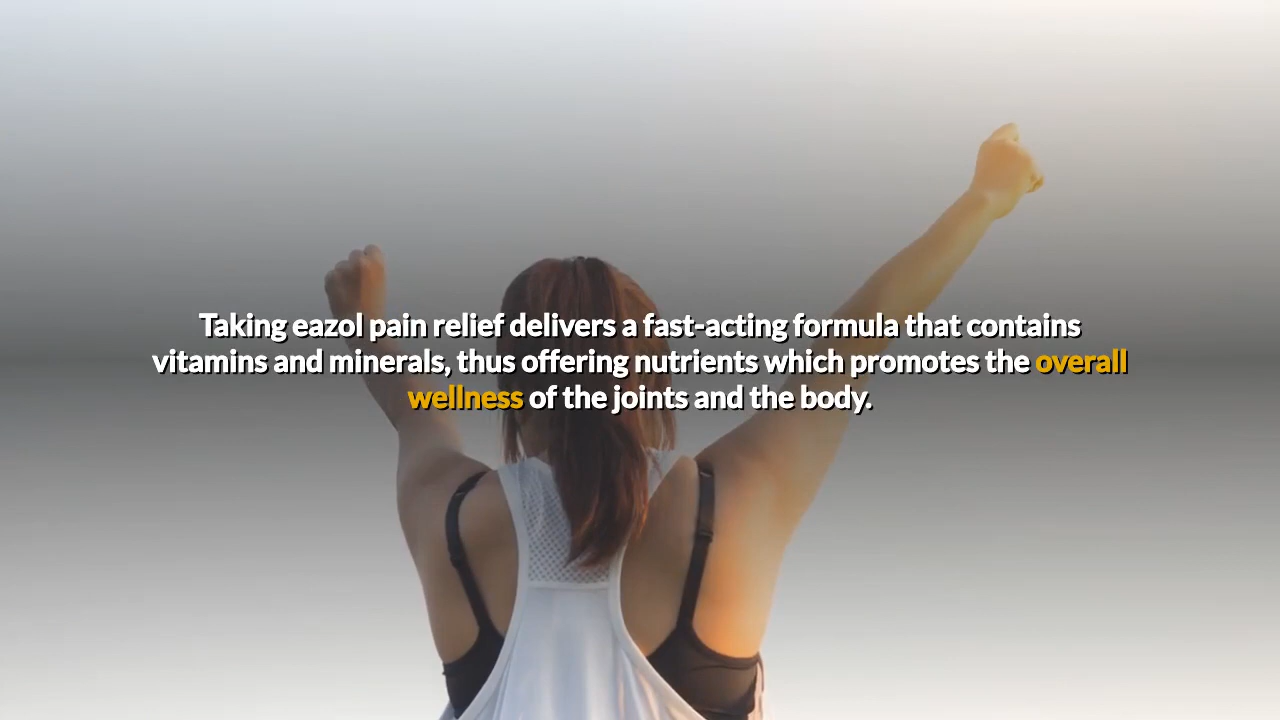 Taking eazol pain relief delivers a fast-acting formula that contains
vitamins and minerals, thus offering nutrients which promotes the overall
wellness of the joints and the body.